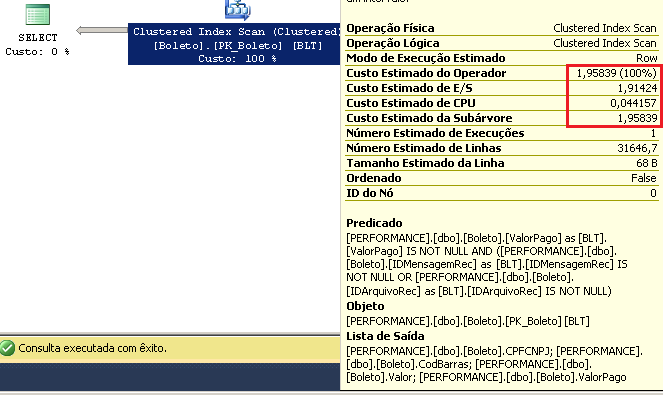 SELECT
Custo: 0 %
Clustered Index Scan (Clustered)
[Boleto].[PK_Boleto] [BLT]
Custo: 100 %
Operação Física Clustered Index Scan
Operação Lógica Clustered Index Scan
Modo de Execução Estimado Row
Custo Estimado do Operador 1,95839 (100%)
Custo Estimado de E/S 1,91424
Custo Estimado de CPU 0,044157
Custo Estimado da Subárvore 1,95839
Número Estimado de Execuções 1
Número Estimado de Linhas 31646,7
Tamanho Estimado da Linha 68 B
Ordenado False
ID do Nó 0
Predicado
[PERFORMANCE].[dbo].[Boleto].[ValorPago] as [BLT].
[ValorPago] IS NOT NULL AND ([PERFORMANCE].[dbo].
[Boleto].[IDMensagemRec] as [BLT].[IDMensagemRec] IS
NOT NULL OR [PERFORMANCE].[dbo].[Boleto].
[IDArquivoRec] as [BLT].[IDArquivoRec] IS NOT NULL)
Objeto
[PERFORMANCE].[dbo].[Boleto].[PK_Boleto] [BLT]
Lista de Saída
[PERFORMANCE].[dbo].[Boleto].CPFCNPJ; [PERFORMANCE].
[dbo].[Boleto].CodBarras; [PERFORMANCE].[dbo].
[Boleto].Valor; [PERFORMANCE].[dbo].[Boleto].ValorPago
Consulta executada com êxito.